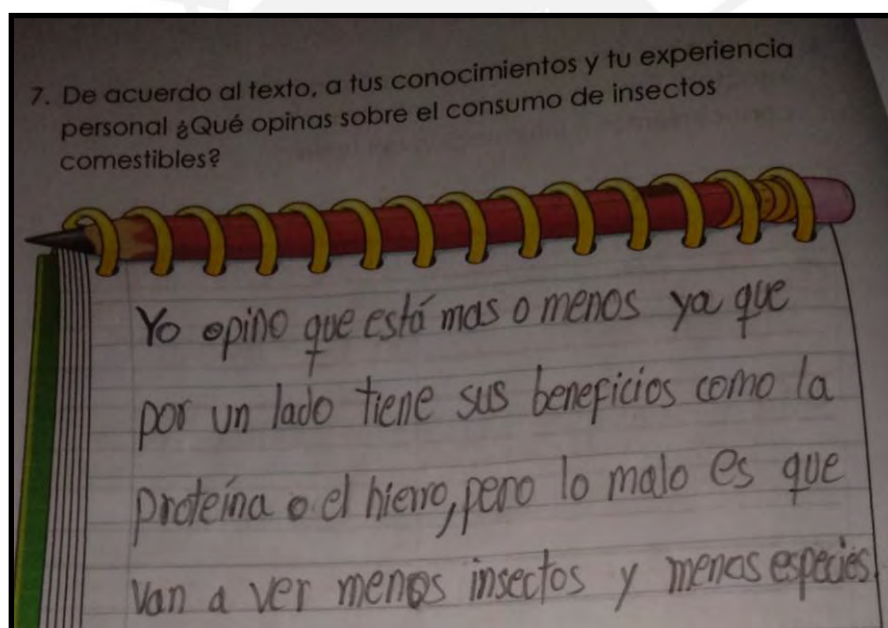 7. De acuerdo al texto, a tus conocimientos y tu experiencia
personal ¿Qué opinas sobre el consumo de insectos
comestibles?
Yo opino que está mas o menos ya que
por un lado tiene sus beneficios como la
proteína o el hierro, pero lo malo es que
van a ver menos insectos y menos especies.